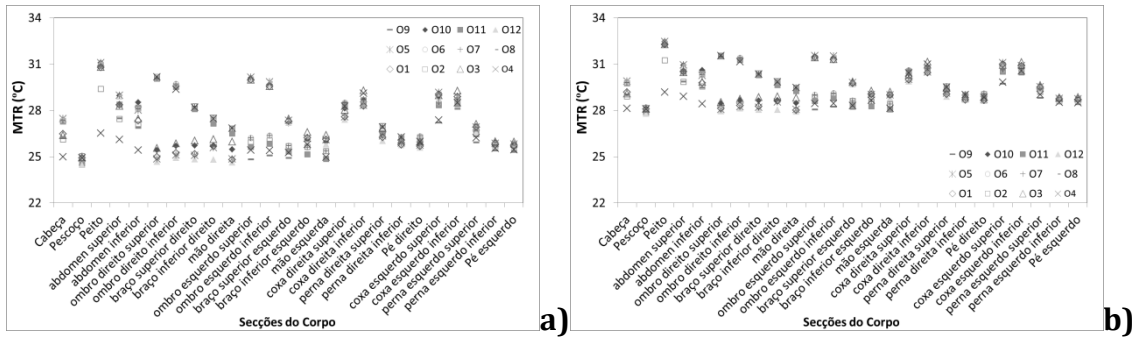 34
30
26
22
MTR (ºC)
O9 O10 O11 O12
O5 O6 O7 O8
O1 O2 O3 O4
Cabeça
Pescoço
Peito
abdomen superior
abdomen inferior
ombro direito superior
ombro direito inferior
braço superior direito
braço inferior direito
mão direita
ombro esquerdo superior
ombro esquerdo inferior
braço superior esquedo
braço inferior esquerdo
mão esquerda
coxa direita superior
coxa direita inferior
perna direita superior
perna direita inferior
Pé direito
coxa esquerdo superior
coxa esquerdo inferior
perna esquerdo superior
perna esquerdo inferior
Pé esquerdo
Secções do Corpo
a)
34
30
26
22
MTR (ºC)
O9 O10 O11 O12
O5 O6 O7 O8
O1 O2 O3 O4
Cabeça
Pescoço
Peito
abdomen superior
abdomen inferior
ombro direito superior
ombro direito inferior
braço superior direito
braço inferior direito
mão direita
ombro esquerdo superior
ombro esquerdo inferior
braço superior esquerdo
braço inferior esquerdo
mão esquerda
coxa direita superior
coxa direita inferior
perna direita superior
perna direita inferior
Pé direito
coxa esquerdo superior
coxa esquerdo inferior
perna esquerdo superior
perna esquerdo inferior
Pé esquerdo
Secções do Corpo
b)